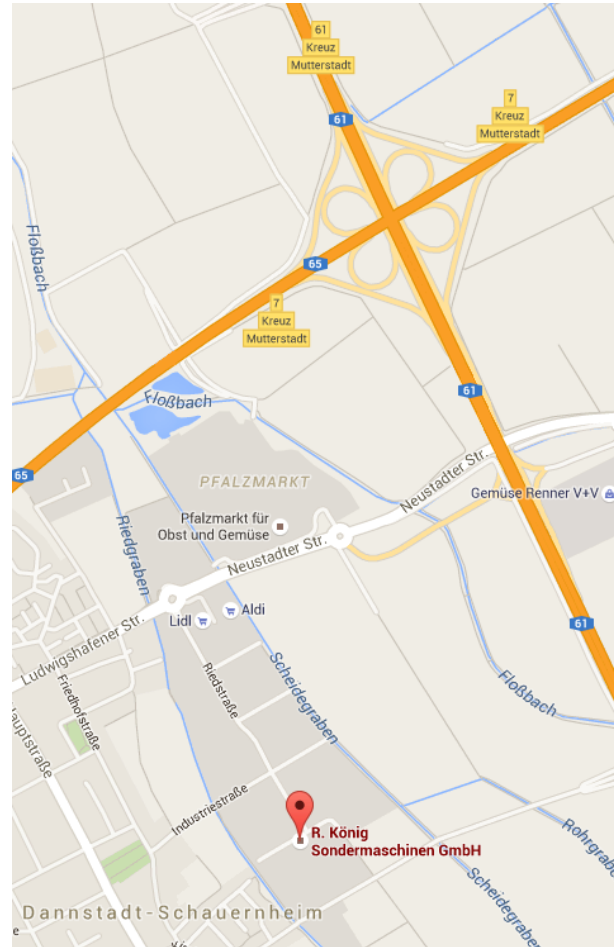 61
Kreuz
Mutterstadt
7
Kreuz
Mutterstadt
61
65
7
Kreuz
Mutterstadt
Floßbach
61
Floßbach
65
PFALZMARKT
Neustadter Str.
Gemüse Renner V+V
Pfalzmarkt für
Obst und Gemüse
Riedgraben
Neustadter Str.
Lidl
Aldi
61
Ludwigshafener Str.
Friedhofstraße
Hauptstraße
Riedstraße
Scheidegraben
Floßbach
Industriestraße
R. König
Sondermaschinen GmbH
Rohrgrabe
Scheidegraben
Dannstadt-Schauernheim